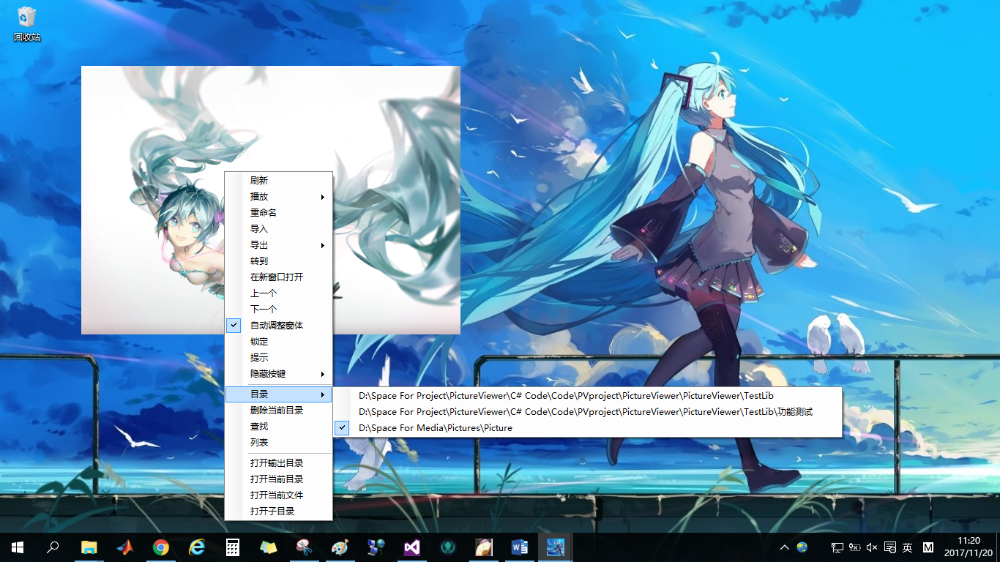 回收站
刷新
播放
重命名
导入
导出
转到
在新窗口打开
上一个
下一个
自动调整窗体
锁定
提示
隐藏按键
目录
删除当前目录
查找
列表
打开输出目录
打开当前目录
打开当前文件
打开子目录
D:\Space For Project\PictureViewer\C# Code\Code\PVproject\PictureViewer\PictureViewer\TestLib
D:\Space For Project\PictureViewer\C# Code\Code\PVproject\PictureViewer\PictureViewer\TestLib\功能测试
D:\Space For Media\Pictures\Picture
英
M
11:20
2017/11/20